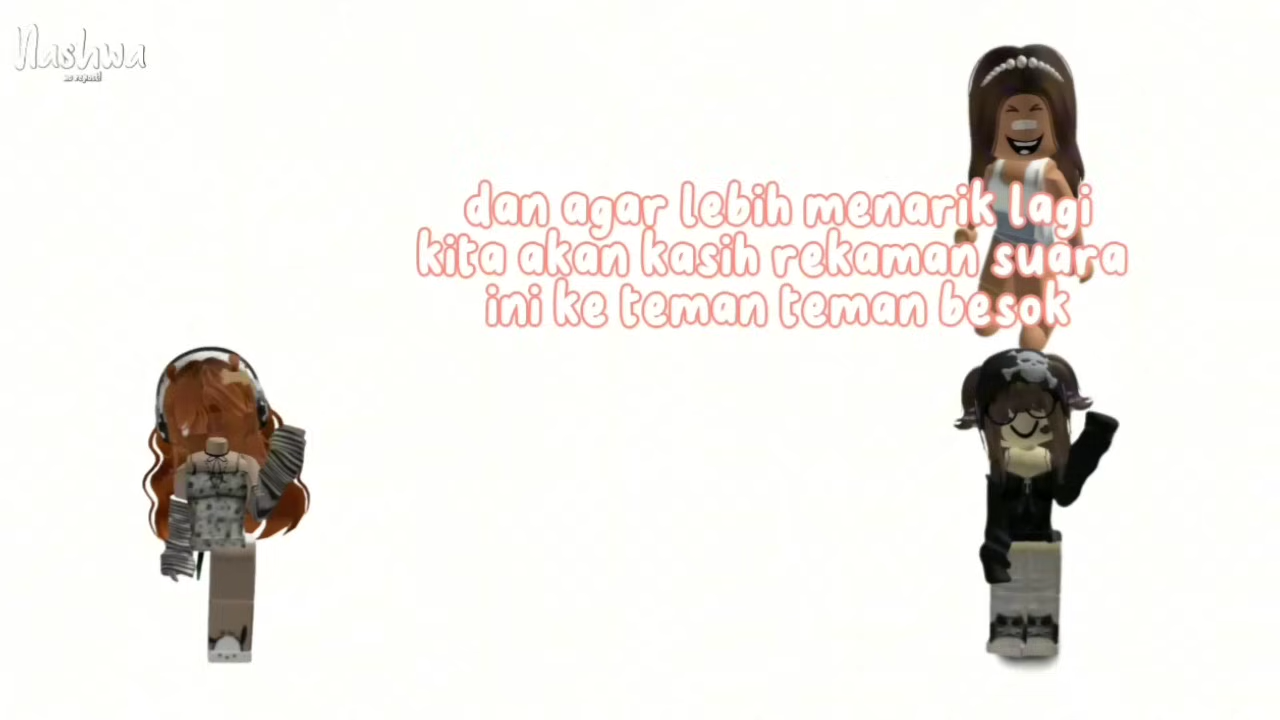 Nashwa
dan agar lebih menarik lagi
kita akan kasih rekaman suara
ini ke teman teman besok